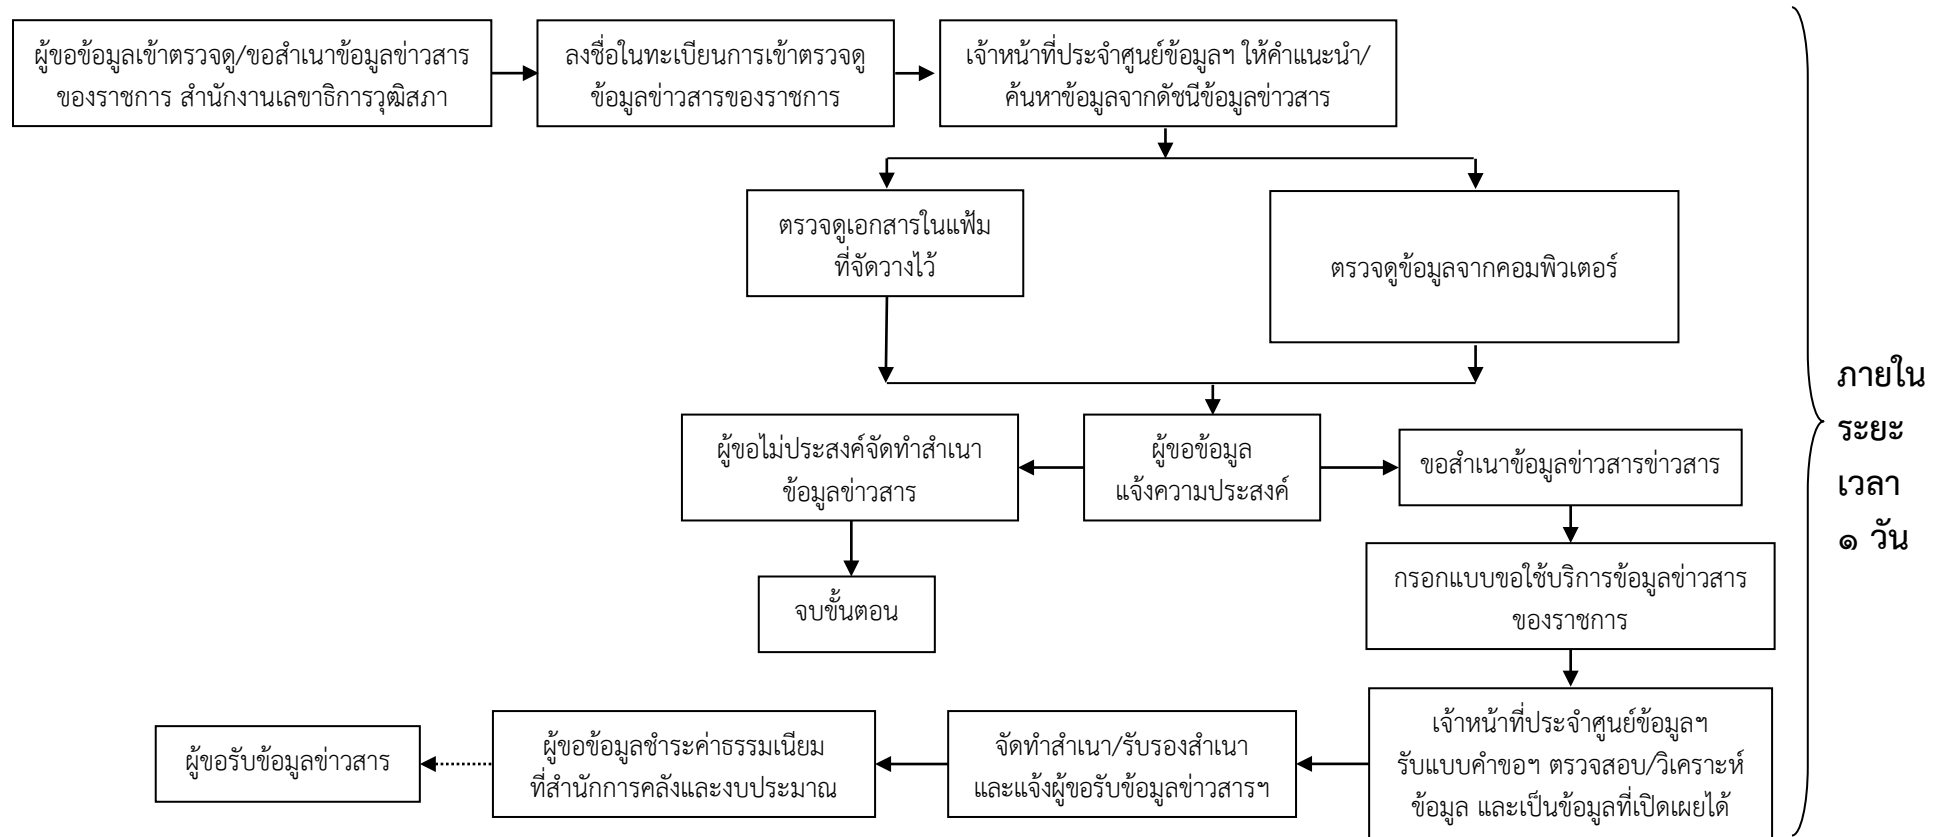 ผู้ขอข้อมูลเข้าตรวจดู/ขอสำเนาข้อมูลข่าวสาร
ของราชการ สำนักงานเลขาธิการวุฒิสภา
ลงชื่อในทะเบียนการเข้าตรวจดู
ข้อมูลข่าวสารของราชการ
เจ้าหน้าที่ประจำศูนย์ข้อมูลฯ ให้คำแนะนำ/
ค้นหาข้อมูลจากดัชนีข้อมูลข่าวสาร
ตรวจดูเอกสารในแฟ้ม
ที่จัดวางไว้
ตรวจดูข้อมูลจากคอมพิวเตอร์
ผู้ขอไม่ประสงค์จัดทำสำเนา
ข้อมูลข่าวสาร
ผู้ขอข้อมูล
แจ้งความประสงค์
ขอสำเนาข้อมูลข่าวสารข่าวสาร
จบขั้นตอน
กรอกแบบขอใช้บริการข้อมูลข่าวสาร
ของราชการ
เจ้าหน้าที่ประจำศูนย์ข้อมูลฯ
รับแบบคำขอฯ ตรวจสอบ/วิเคราะห์
ข้อมูล และเป็นข้อมูลที่เปิดเผยได้
จัดทำสำเนา/รับรองสำเนา
และแจ้งผู้ขอรับข้อมูลข่าวสารฯ
ผู้ขอข้อมูลชำระค่าธรรมเนียม
ที่สำนักการคลังและงบประมาณ
ผู้ขอรับข้อมูลข่าวสาร
ภายใน
ระยะ
เวลา
๑ วัน